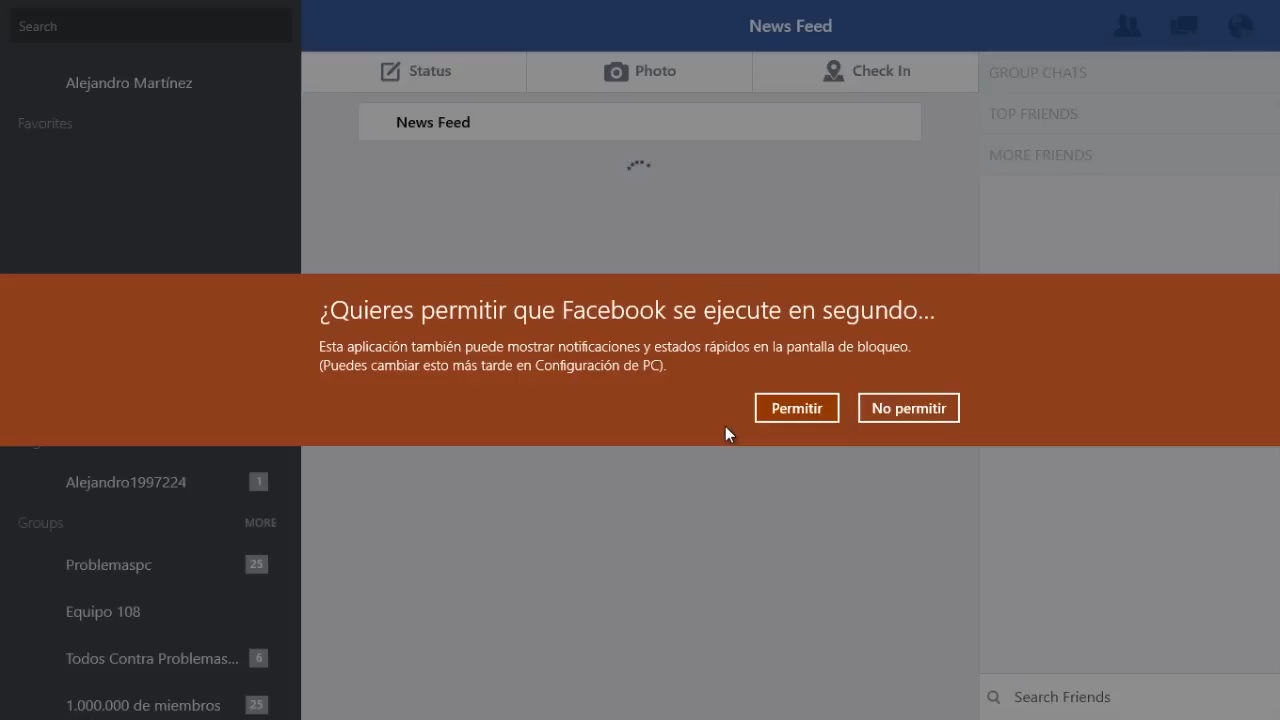 Search
Alejandro Martínez
Favorites
Alejandro1997224 1
Groups MORE
Problemaspc 25
Equipo 108
Todos Contra Problemas... 6
1.000.000 de miembros 25
News Feed
Status
Photo
Check In
News Feed
¿Quieres permitir que Facebook se ejecute en segundo...
Esta aplicación también puede mostrar notificaciones y estados rápidos en la pantalla de bloqueo.
(Puedes cambiar esto más tarde en Configuración de PC).
Permitir
No permitir
GROUP CHATS
TOP FRIENDS
MORE FRIENDS
Search Friends